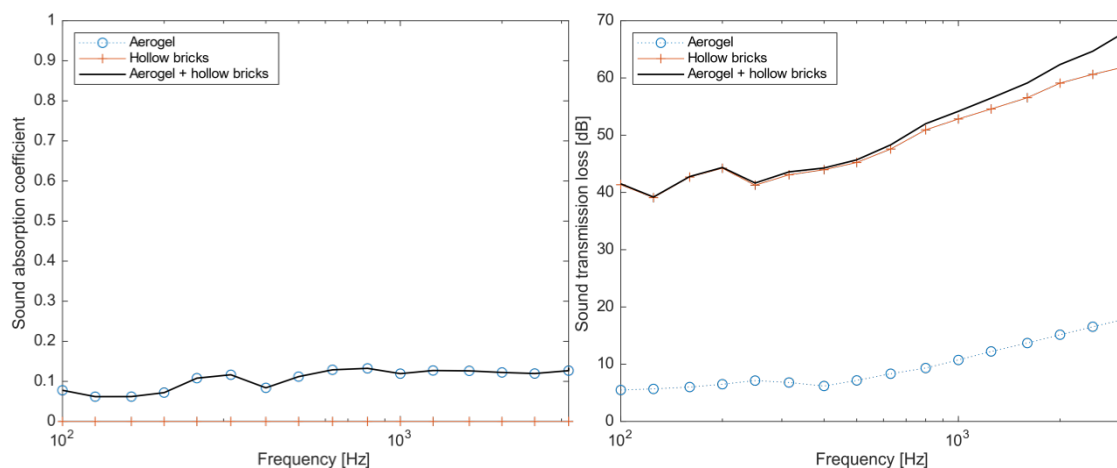 Sound absorption coefficient
1
0.9
0.8
0.7
0.6
0.5
0.4
0.3
0.2
0.1
0
Aerogel
Hollow bricks
Aerogel + hollow bricks
10²
10³
Frequency [Hz]
Sound transmission loss [dB]
70
60
50
40
30
20
10
0
Aerogel
Hollow bricks
Aerogel + hollow bricks
10²
10³
Frequency [Hz]